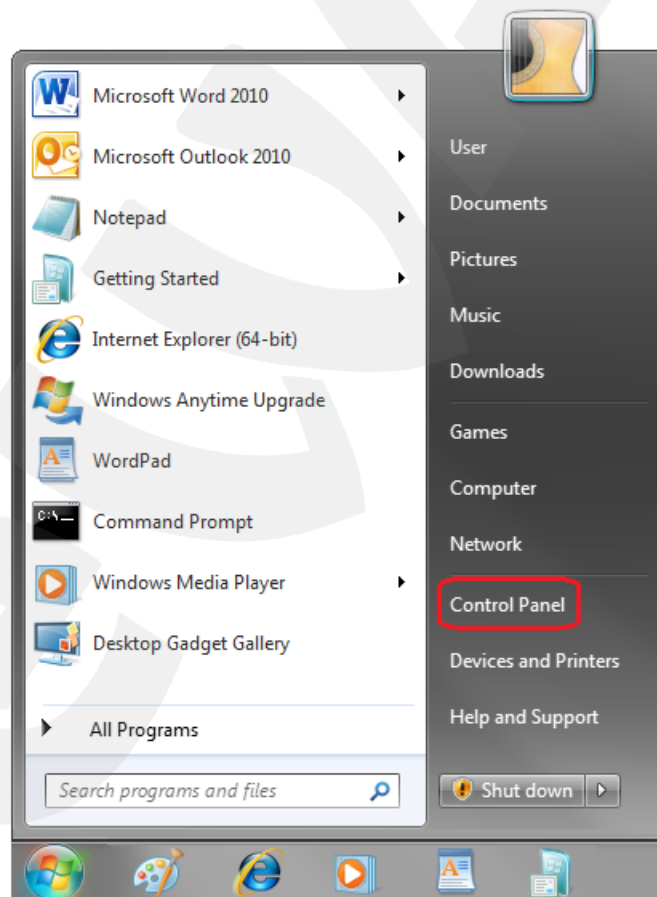 Microsoft Word 2010
Microsoft Outlook 2010
Notepad
Getting Started
Internet Explorer (64-bit)
Windows Anytime Upgrade
WordPad
C:\
Command Prompt
Windows Media Player
Desktop Gadget Gallery
All Programs
Search programs and files
User
Documents
Pictures
Music
Downloads
Games
Computer
Network
Control Panel
Devices and Printers
Help and Support
Shut down